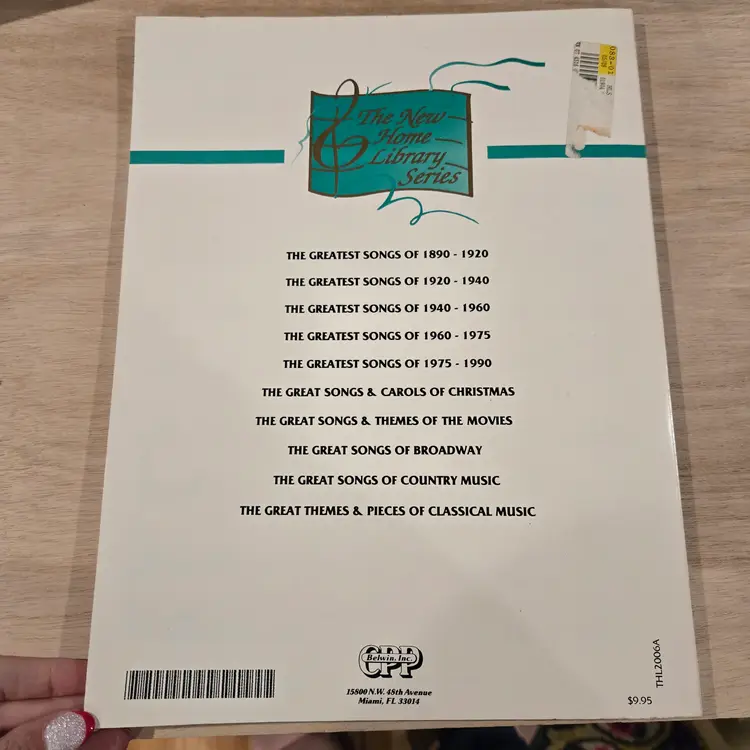 The New
Home
Library
Series
THE GREATEST SONGS OF 1890 - 1920
THE GREATEST SONGS OF 1920 - 1940
THE GREATEST SONGS OF 1940 - 1960
THE GREATEST SONGS OF 1960 - 1975
THE GREATEST SONGS OF 1975 - 1990
THE GREAT SONGS & CAROLS OF CHRISTMAS
THE GREAT SONGS & THEMES OF THE MOVIES
THE GREAT SONGS OF BROADWAY
THE GREAT SONGS OF COUNTRY MUSIC
THE GREAT THEMES & PIECES OF CLASSICAL MUSIC
CPP
Belwin, Inc.
15800 N.W. 48th Avenue
Miami, FL 33014
$9.95
THL2006A